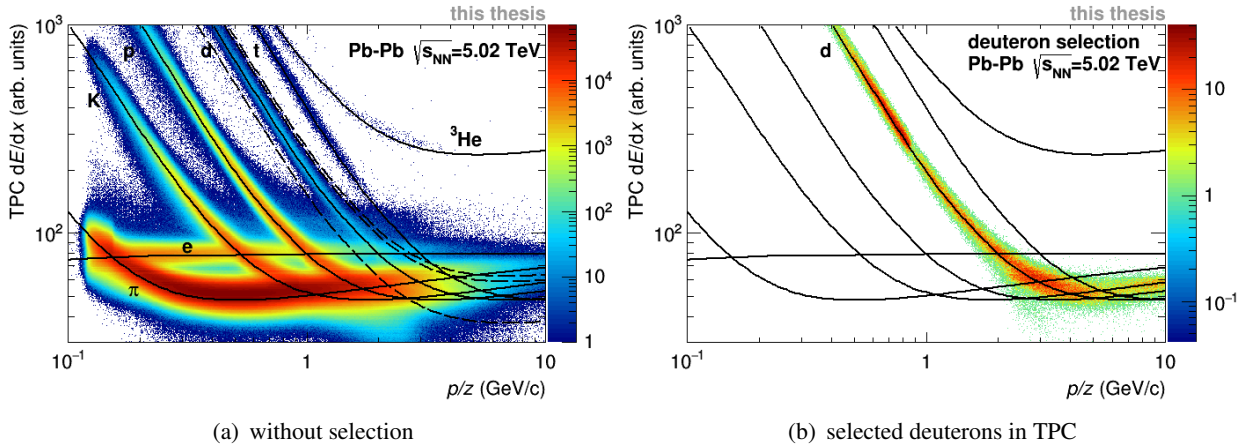 this thesis
Pb-Pb √s_NN=5.02 TeV
TPC dE/dx (arb. units)
10³
10²
K
p
d
t
³He
e
π
10⁻¹
1
10
p/z (GeV/c)
10⁴
10³
10²
10
1
(a) without selection
this thesis
deuteron selection
Pb-Pb √s_NN=5.02 TeV
TPC dE/dx (arb. units)
10³
10²
d
10⁻¹
1
10
p/z (GeV/c)
10
1
10⁻¹
(b) selected deuterons in TPC